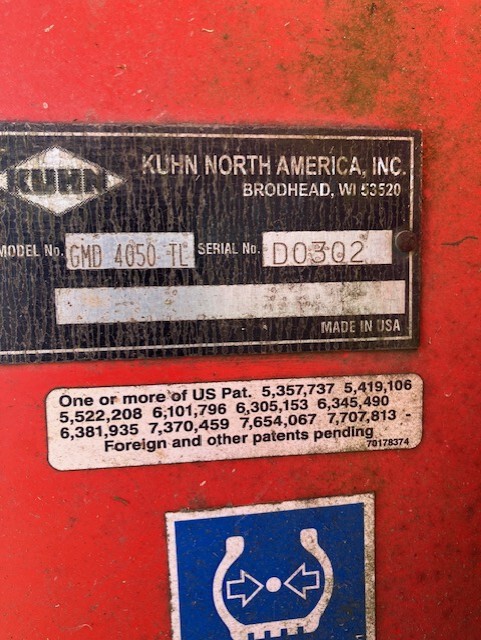 KUHN
KUHN NORTH AMERICA, INC.
BRODHEAD, WI 53520
MODEL No. GMD 4050 TL SERIAL No. D0302
MADE IN USA
One or more of US Pat. 5,357,737 5,419,106
5,522,208 6,101,796 6,305,153 6,345,490
6,381,935 7,370,459 7,654,067 7,707,813 -
Foreign and other patents pending
70178374